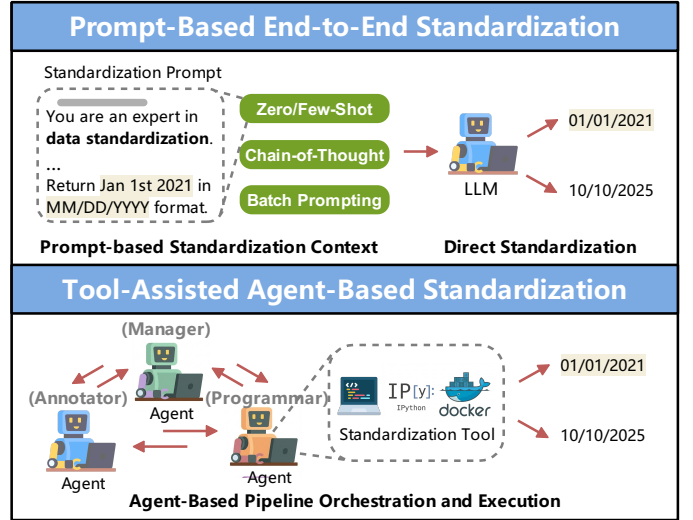 Prompt-Based End-to-End Standardization
Standardization Prompt
You are an expert in
data standardization.
...
Return Jan 1st 2021 in
MM/DD/YYYY format.
Zero/Few-Shot
Chain-of-Thought
Batch Prompting
LLM
01/01/2021
10/10/2025
Prompt-based Standardization Context
Direct Standardization
Tool-Assisted Agent-Based Standardization
(Manager)
Agent
(Annotator)
Agent
(Programmar)
Agent
IP[y]:
IPython
docker
Standardization Tool
01/01/2021
10/10/2025
Agent-Based Pipeline Orchestration and Execution